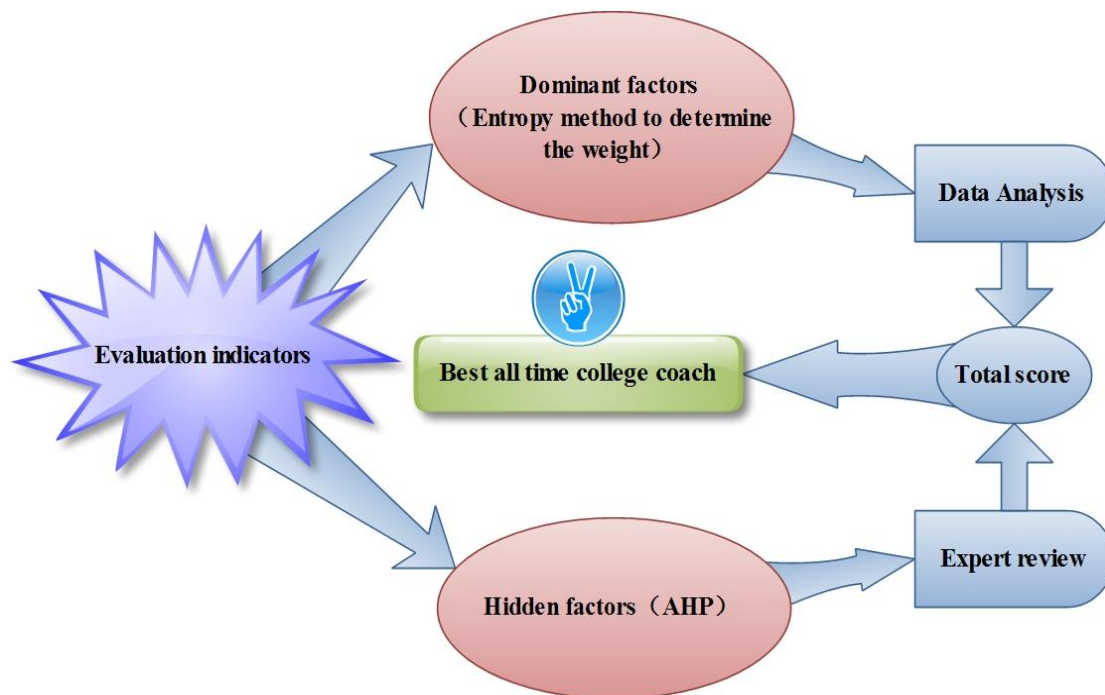 Dominant factors
（Entropy method to determine
the weight）
Data Analysis
Evaluation indicators
Best all time college coach
Total score
Expert review
Hidden factors（AHP）